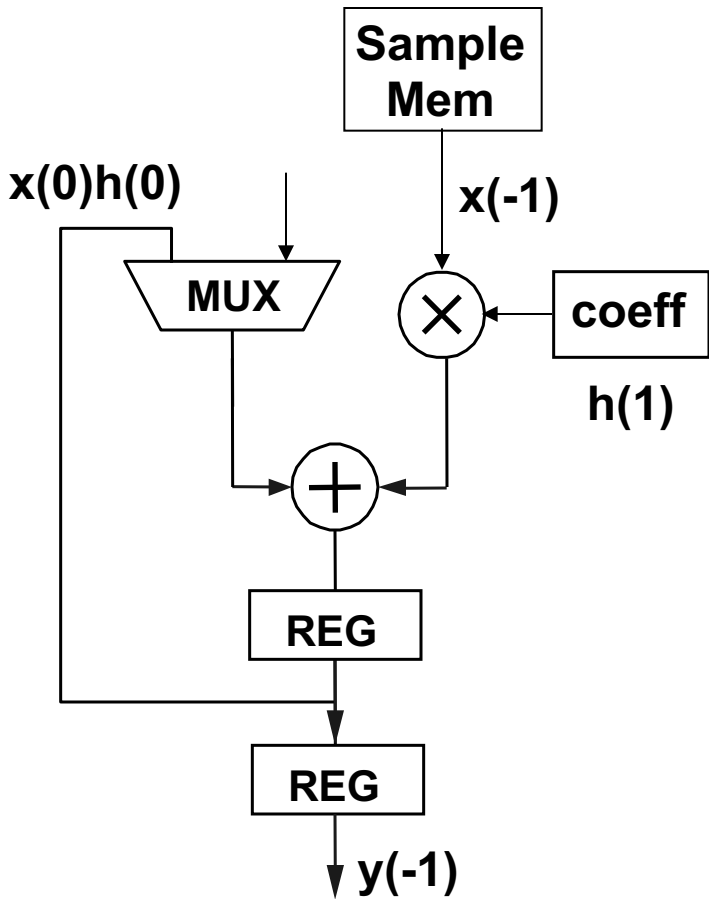 Sample
Mem
x(0)h(0)
x(-1)
MUX
coeff
h(1)
REG
REG
y(-1)